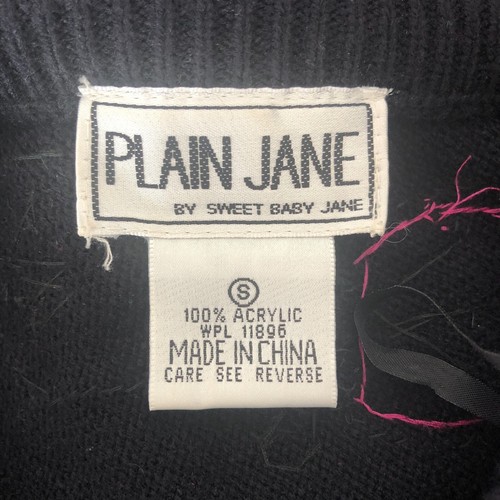 PLAIN JANE
BY SWEET BABY JANE
S
100% ACRYLIC
WPL 11896
MADE IN CHINA
CARE SEE REVERSE